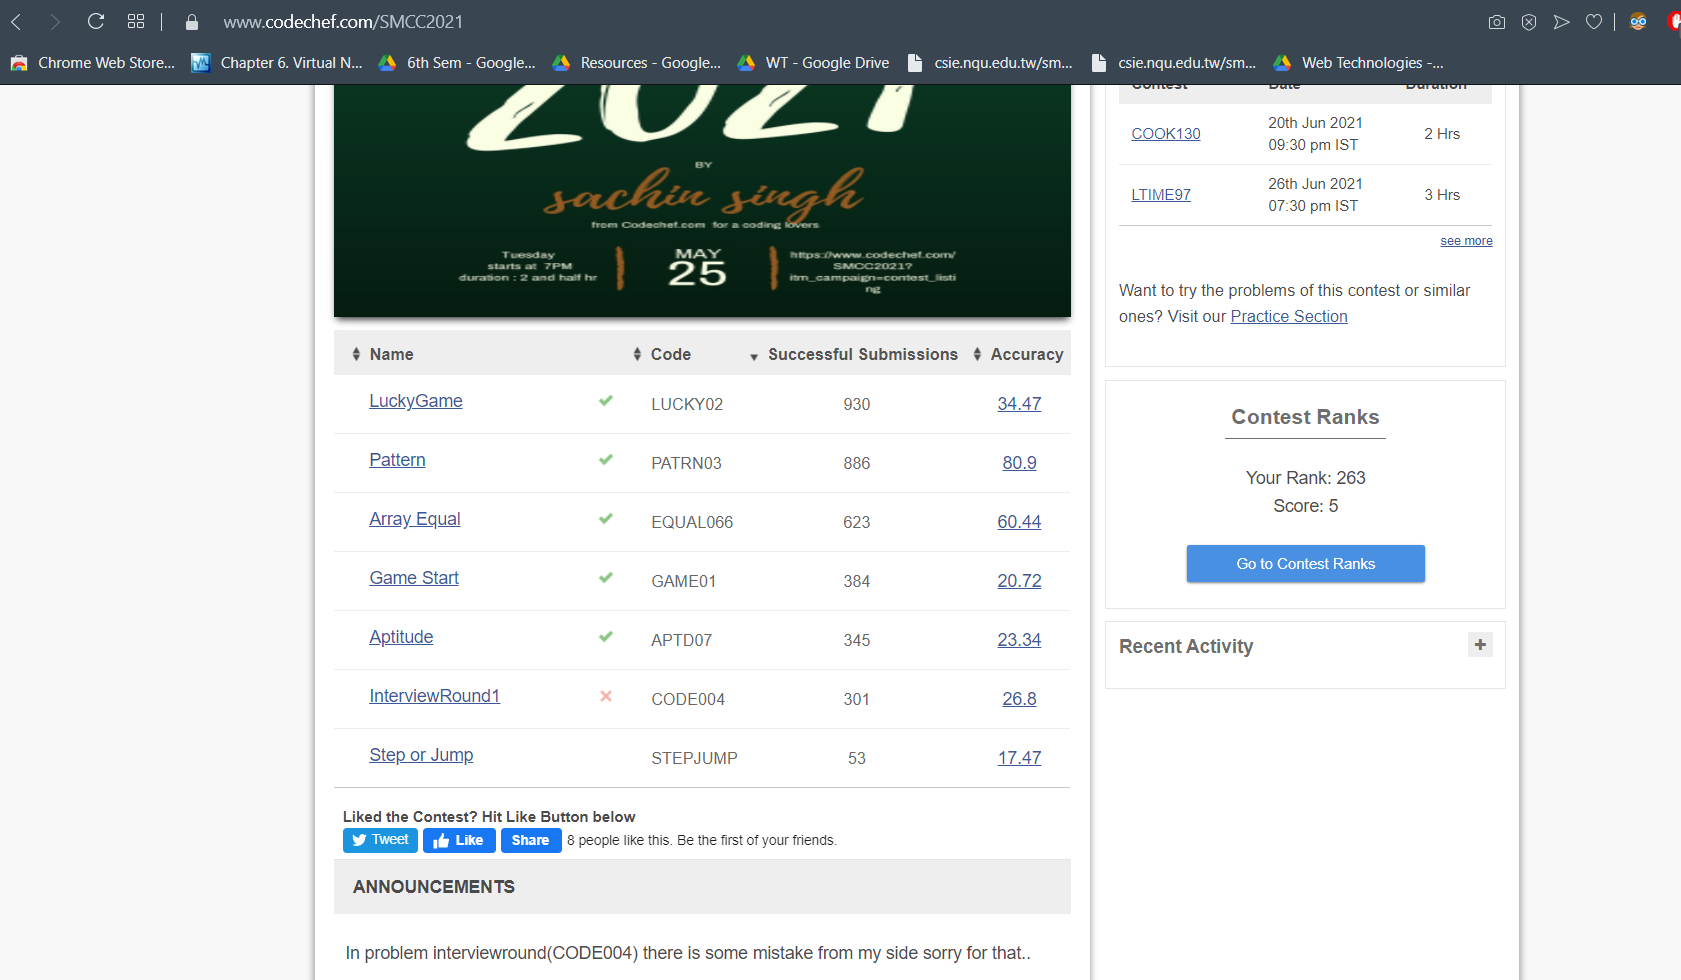 www.codechef.com/SMCC2021
Chrome Web Store...
Chapter 6. Virtual N...
6th Sem - Google...
Resources - Google...
WT - Google Drive
csie.nqu.edu.tw/sm...
csie.nqu.edu.tw/sm...
Web Technologies -...
2021
BY
sachin singh
from Codechef.com for a coding lovers
Tuesday
starts at 7PM
duration : 2 and half hr
MAY
25
https://www.codechef.com/
SMCC2021?
itm_campaign=contest_listi
ng
Name Code Successful Submissions Accuracy
LuckyGame LUCKY02 930 34.47
Pattern PATRN03 886 80.9
Array Equal EQUAL066 623 60.44
Game Start GAME01 384 20.72
Aptitude APTD07 345 23.34
InterviewRound1 CODE004 301 26.8
Step or Jump STEPJUMP 53 17.47
Liked the Contest? Hit Like Button below
Tweet Like Share 8 people like this. Be the first of your friends.
ANNOUNCEMENTS
In problem interviewround(CODE004) there is some mistake from my side sorry for that..
Contest Date Duration
COOK130 20th Jun 2021
09:30 pm IST 2 Hrs
LTIME97 26th Jun 2021
07:30 pm IST 3 Hrs
see more
Want to try the problems of this contest or similar
ones? Visit our Practice Section
Contest Ranks
Your Rank: 263
Score: 5
Go to Contest Ranks
Recent Activity +